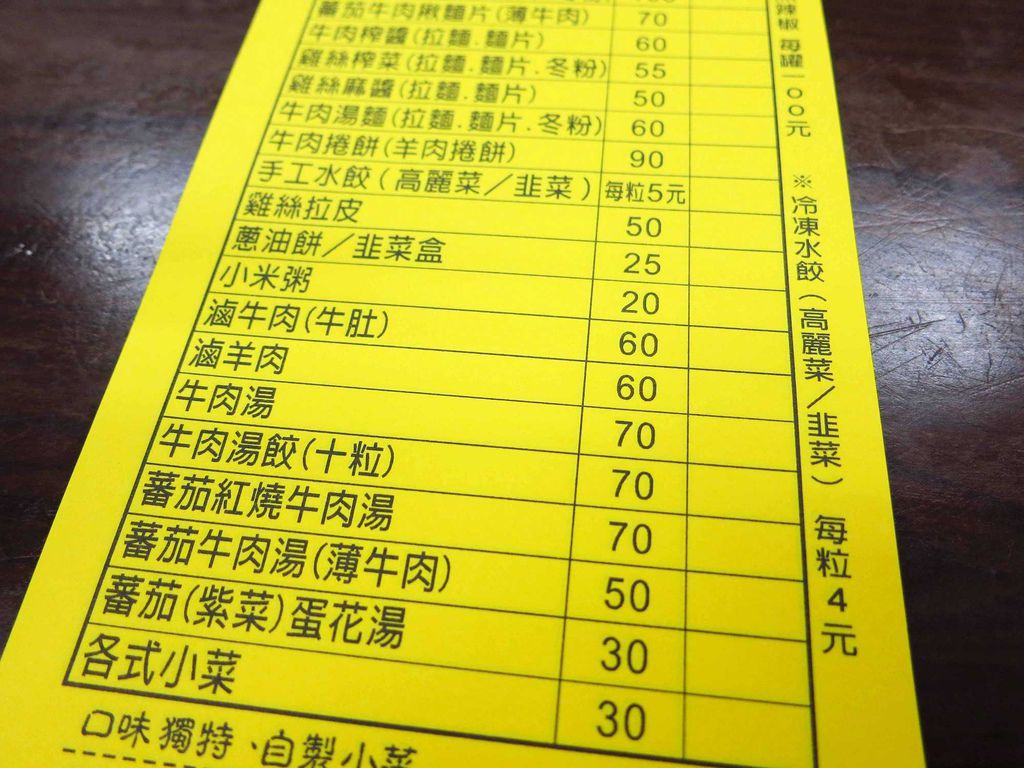 蕃茄牛肉揪麵片(薄牛肉) 70
牛肉榨醬(拉麵.麵片) 60
雞絲榨菜(拉麵.麵片.冬粉) 55
雞絲麻醬(拉麵.麵片) 50
牛肉湯麵(拉麵.麵片.冬粉) 60
牛肉捲餅(羊肉捲餅) 90
手工水餃(高麗菜/韭菜) 每粒5元
雞絲拉皮 50
蔥油餅/韭菜盒 25
小米粥 20
滷牛肉(牛肚) 60
滷羊肉 60
牛肉湯 70
牛肉湯餃(十粒) 70
蕃茄紅燒牛肉湯 70
蕃茄牛肉湯(薄牛肉) 50
蕃茄(紫菜)蛋花湯 30
各式小菜 30
口味獨特、自製小菜
辣椒 每罐100元 ※冷凍水餃(高麗菜/韭菜) 每粒4元